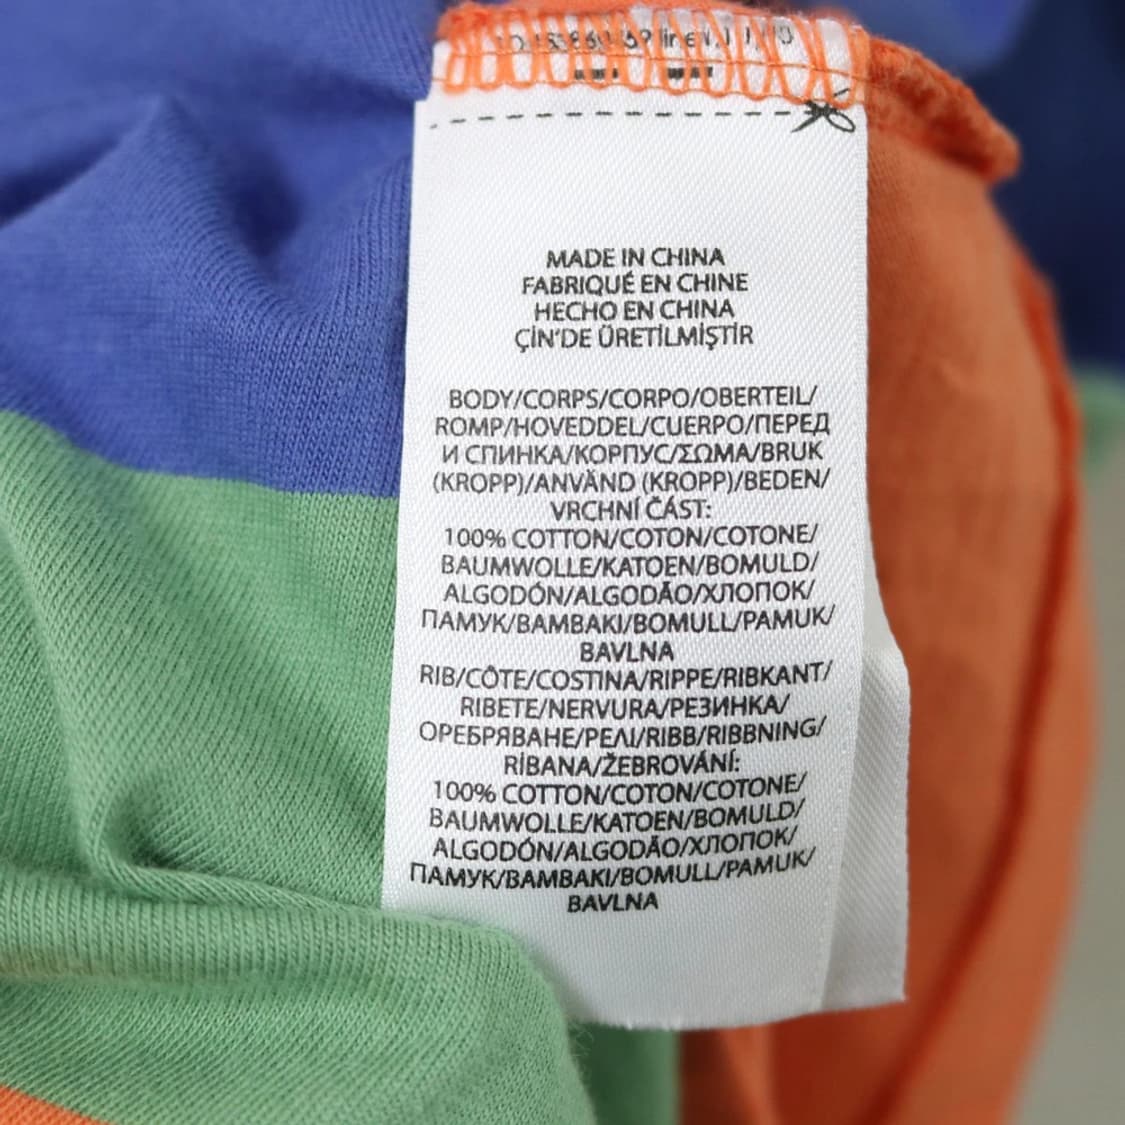 MADE IN CHINA
FABRIQUÉ EN CHINE
HECHO EN CHINA
ÇİN'DE ÜRETİLMİŞTİR
BODY/CORPS/CORPO/OBERTEIL/
ROMP/HOVEDDEL/CUERPO/ПЕРЕД
И СПИНКА/КОРПУС/ΣΩΜΑ/BRUK
(KROPP)/ANVÄND (KROPP)/BEDEN/
VRCHNÍ ČÁST:
100% COTTON/COTON/COTONE/
BAUMWOLLE/KATOEN/BOMULD/
ALGODÓN/ALGODÃO/ХЛОПОК/
ПАМУК/ΒΑΜΒΑΚΙ/BOMULL/PAMUK/
BAVLNA
RIB/CÔTE/COSTINA/RIPPE/RIBKANT/
RIBETE/NERVURA/РЕЗИНКА/
ОРЕБРЯВАНЕ/ΡΕΛΙ/RIBB/RIBBNING/
RİBANA/ŽEBROVÁNÍ:
100% COTTON/COTON/COTONE/
BAUMWOLLE/KATOEN/BOMULD/
ALGODÓN/ALGODÃO/ХЛОПОК/
ПАМУК/ΒΑΜΒΑΚΙ/BOMULL/PAMUK/
BAVLNA